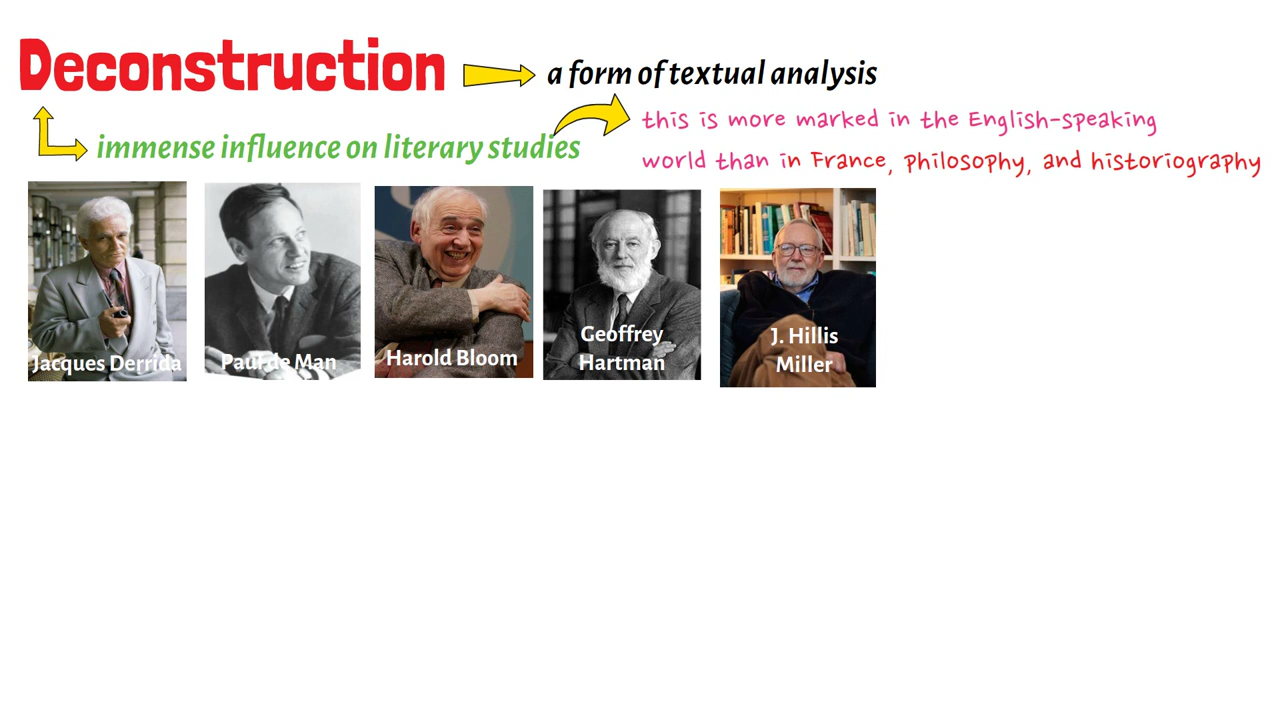 Deconstruction
a form of textual analysis
immense influence on literary studies
this is more marked in the English-speaking
world than in France, philosophy, and historiography
Jacques Derrida
Paul de Man
Harold Bloom
Geoffrey
Hartman
J. Hillis
Miller